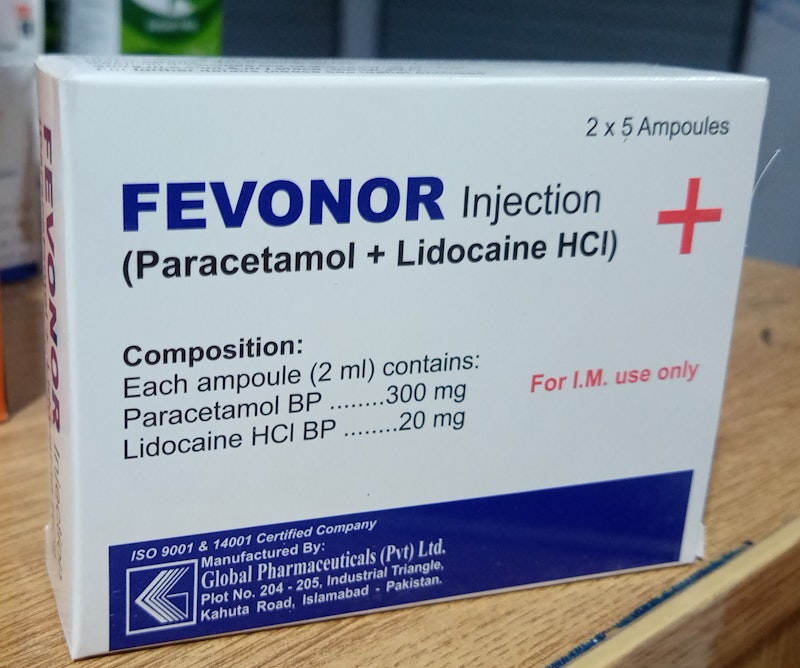 2 x 5 Ampoules
FEVONOR Injection
(Paracetamol + Lidocaine HCl)
Composition:
Each ampoule (2 ml) contains:
Paracetamol BP ........300 mg
Lidocaine HCl BP ........20 mg
For I.M. use only
ISO 9001 & 14001 Certified Company
Manufactured By:
Global Pharmaceuticals (Pvt) Ltd.
Plot No. 204 - 205, Industrial Triangle,
Kahuta Road, Islamabad - Pakistan.
FEVONOR Injection